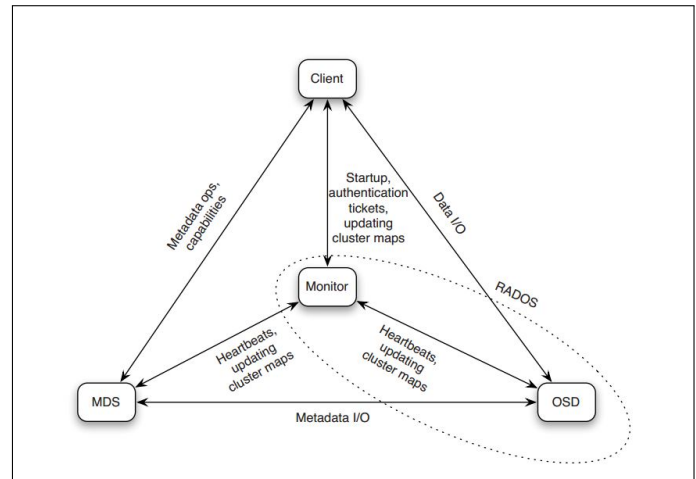 Client
Metadata ops,
capabilities
Startup,
authentication
tickets,
updating
cluster maps
Data I/O
Monitor
RADOS
Heartbeats,
updating
cluster maps
Heartbeats,
updating
cluster maps
MDS
OSD
Metadata I/O